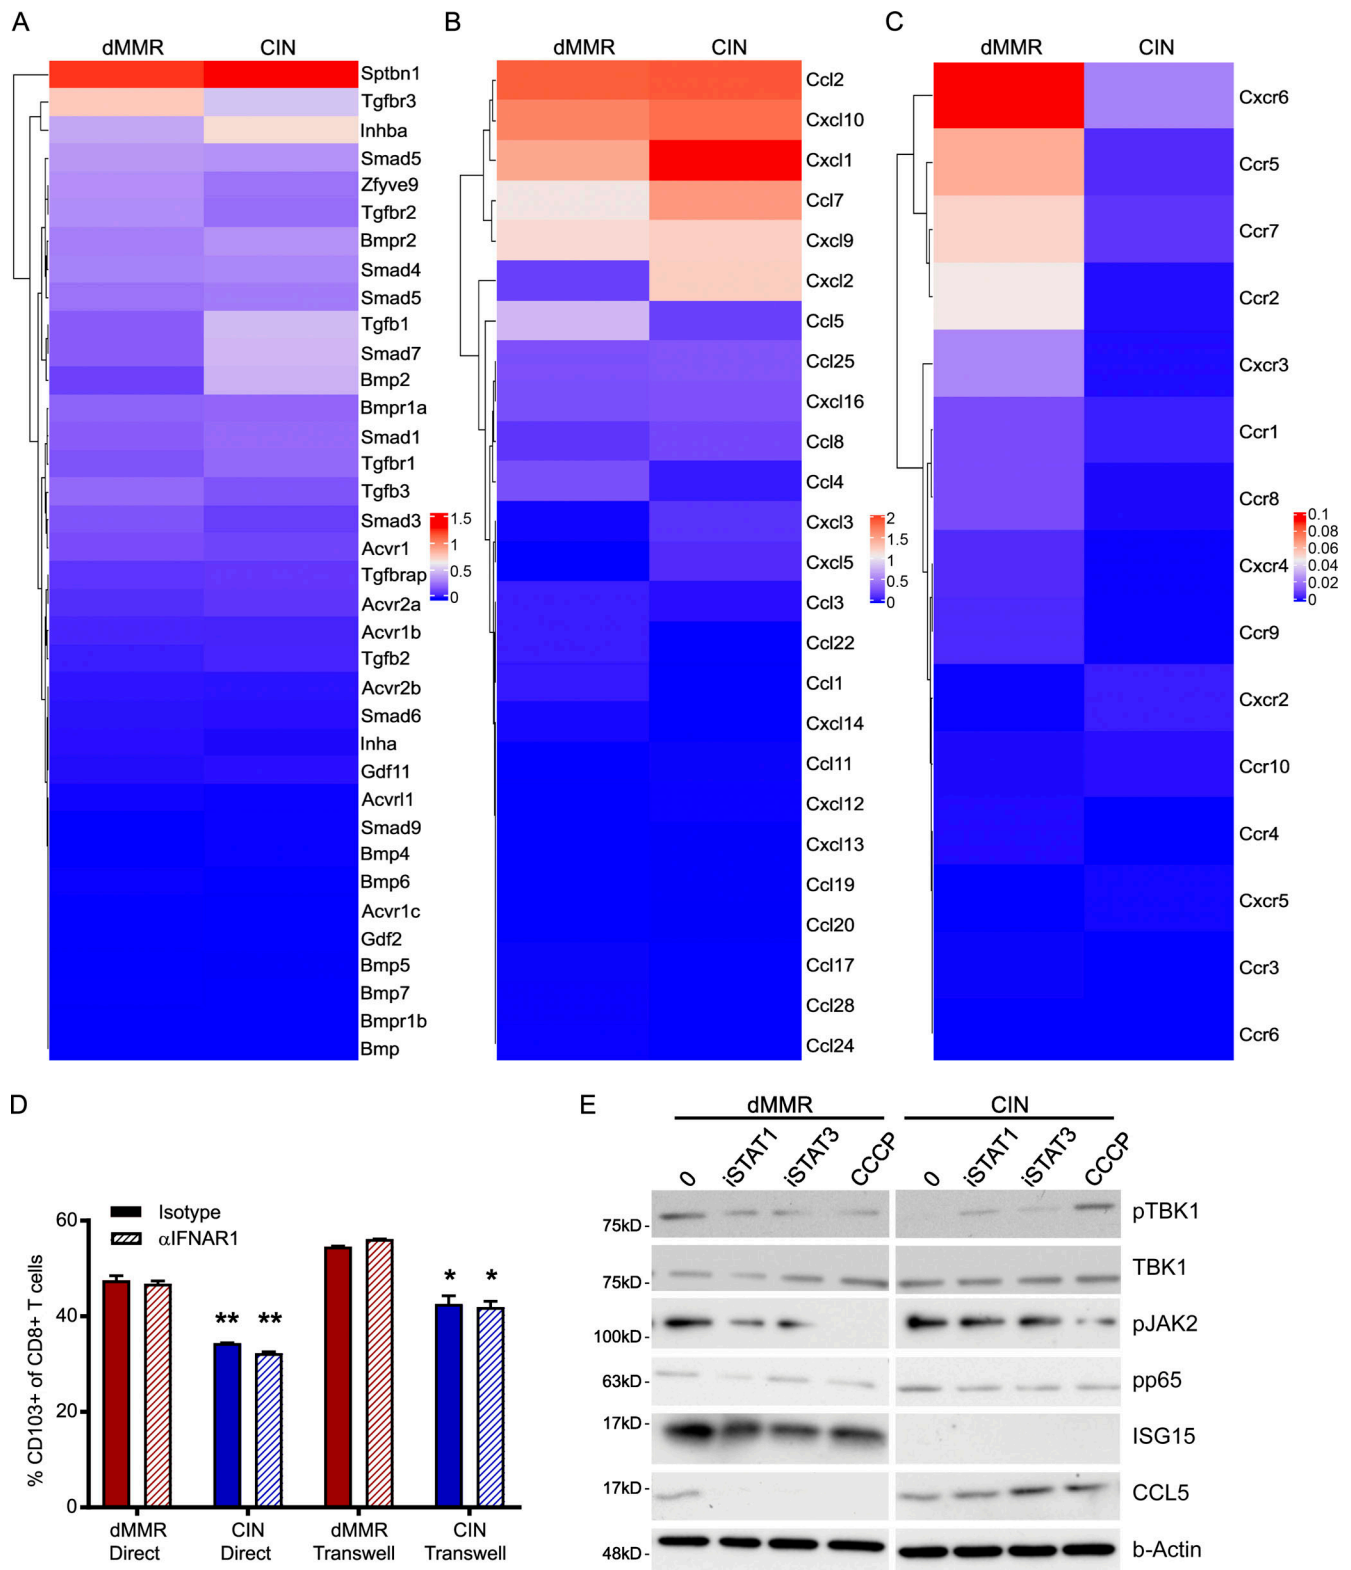 A
dMMR
CIN
Sptbn1
Tgfbr3
Inhba
Smad5
Zfyve9
Tgfbr2
Bmpr2
Smad4
Smad5
Tgfb1
Smad7
Bmp2
Bmpr1a
Smad1
Tgfbr1
Tgfb3
Smad3
Acvr1
Tgfbrap
Acvr2a
Acvr1b
Tgfb2
Acvr2b
Smad6
Inha
Gdf11
Acvrl1
Smad9
Bmp4
Bmp6
Acvr1c
Gdf2
Bmp5
Bmp7
Bmpr1b
Bmp
1.5
1
0.5
0
B
dMMR
CIN
Ccl2
Cxcl10
Cxcl1
Ccl7
Cxcl9
Cxcl2
Ccl5
Ccl25
Cxcl16
Ccl8
Ccl4
Cxcl3
Cxcl5
Ccl3
Ccl22
Ccl1
Cxcl14
Ccl11
Cxcl12
Cxcl13
Ccl19
Ccl20
Ccl17
Ccl28
Ccl24
2
1.5
1
0.5
0
C
dMMR
CIN
Cxcr6
Ccr5
Ccr7
Ccr2
Cxcr3
Ccr1
Ccr8
Cxcr4
Ccr9
Cxcr2
Ccr10
Ccr4
Cxcr5
Ccr3
Ccr6
0.1
0.08
0.06
0.04
0.02
0
D
Isotype
αIFNAR1
% CD103+ of CD8+ T cells
60
40
20
0
** **
* *
dMMR Direct
CIN Direct
dMMR Transwell
CIN Transwell
E
dMMR
CIN
0 iSTAT1 iSTAT3 CCCP
0 iSTAT1 iSTAT3 CCCP
75kD- pTBK1
75kD- TBK1
100kD- pJAK2
63kD- pp65
17kD- ISG15
17kD- CCL5
48kD- b-Actin